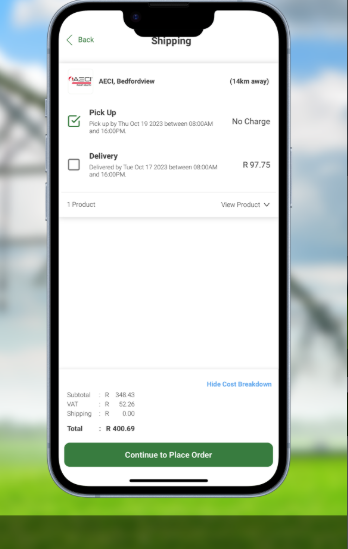 Back
Shipping
AECI
AECI, Bedfordview
(14km away)
Pick Up
Pick up by Thu Oct 19 2023 between 08:00AM
and 16:00PM.
No Charge
Delivery
Delivered by Tue Oct 17 2023 between 08:00AM
and 16:00PM.
R 97.75
1 Product
View Product
Hide Cost Breakdown
Subtotal : R 348.43
VAT : R 52.26
Shipping : R 0.00
Total : R 400.69
Continue to Place Order